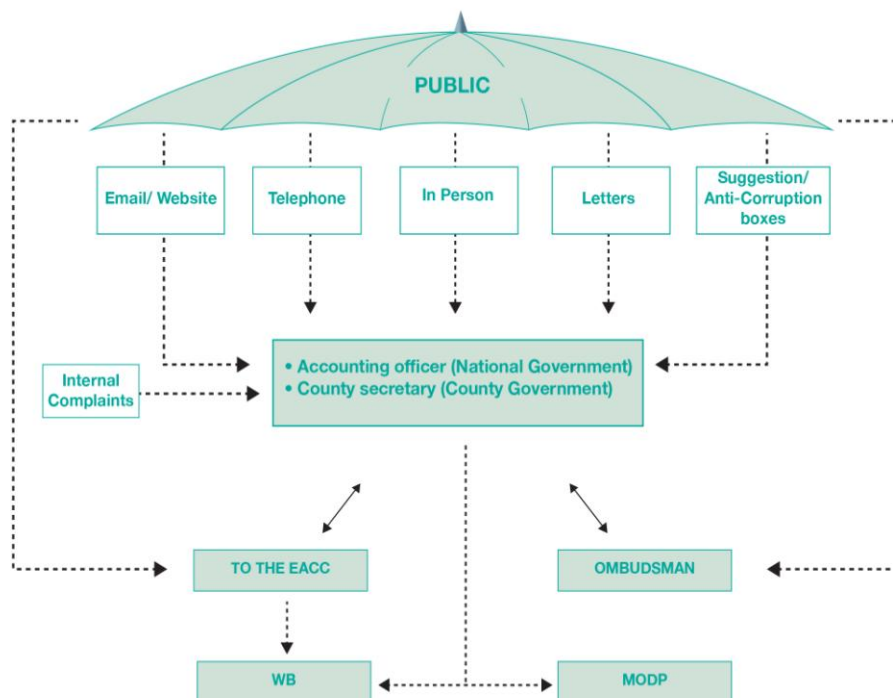 PUBLIC
Email/ Website
Telephone
In Person
Letters
Suggestion/
Anti-Corruption
boxes
• Accounting officer (National Government)
• County secretary (County Government)
Internal
Complaints
TO THE EACC
OMBUDSMAN
WB
MODP